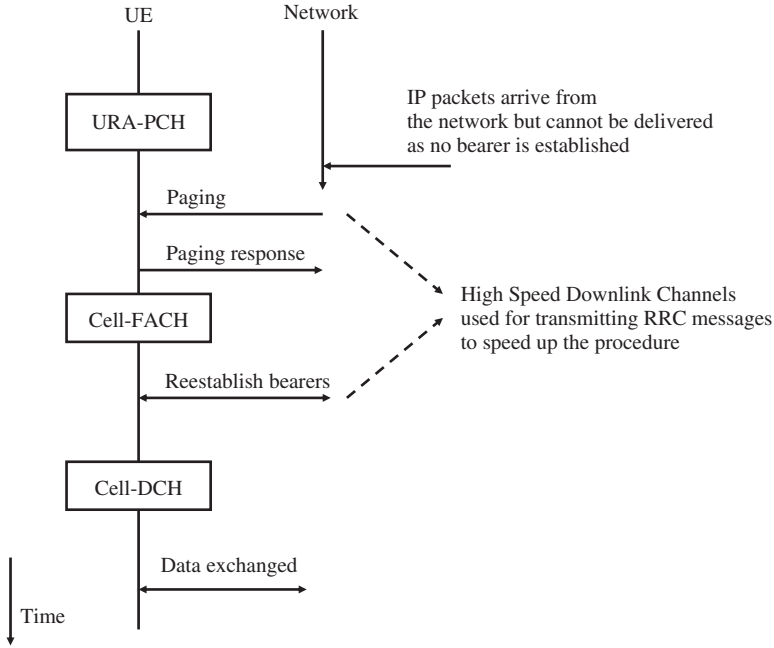 UE
Network
URA-PCH
IP packets arrive from
the network but cannot be delivered
as no bearer is established
Paging
Paging response
Cell-FACH
High Speed Downlink Channels
used for transmitting RRC messages
to speed up the procedure
Reestablish bearers
Cell-DCH
Data exchanged
Time